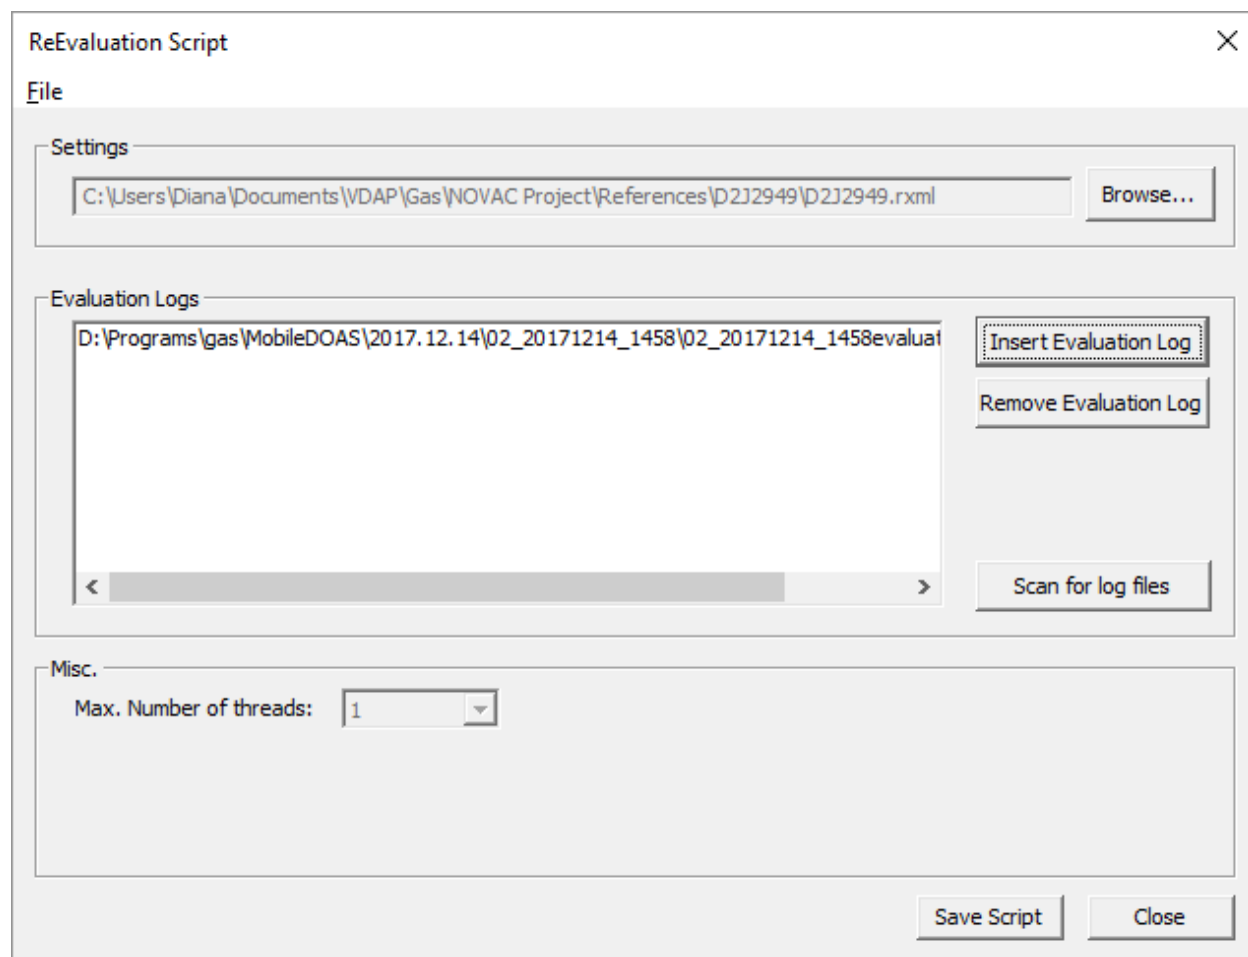 ReEvaluation Script
File
Settings
C:\Users\Diana\Documents\VDAP\Gas\NOVAC Project\References\D2J2949\D2J2949.rxml
Browse...
Evaluation Logs
D:\Programs\gas\MobileDOAS\2017.12.14\02_20171214_1458\02_20171214_1458evaluat
Insert Evaluation Log
Remove Evaluation Log
Scan for log files
Misc.
Max. Number of threads:
1
Save Script
Close